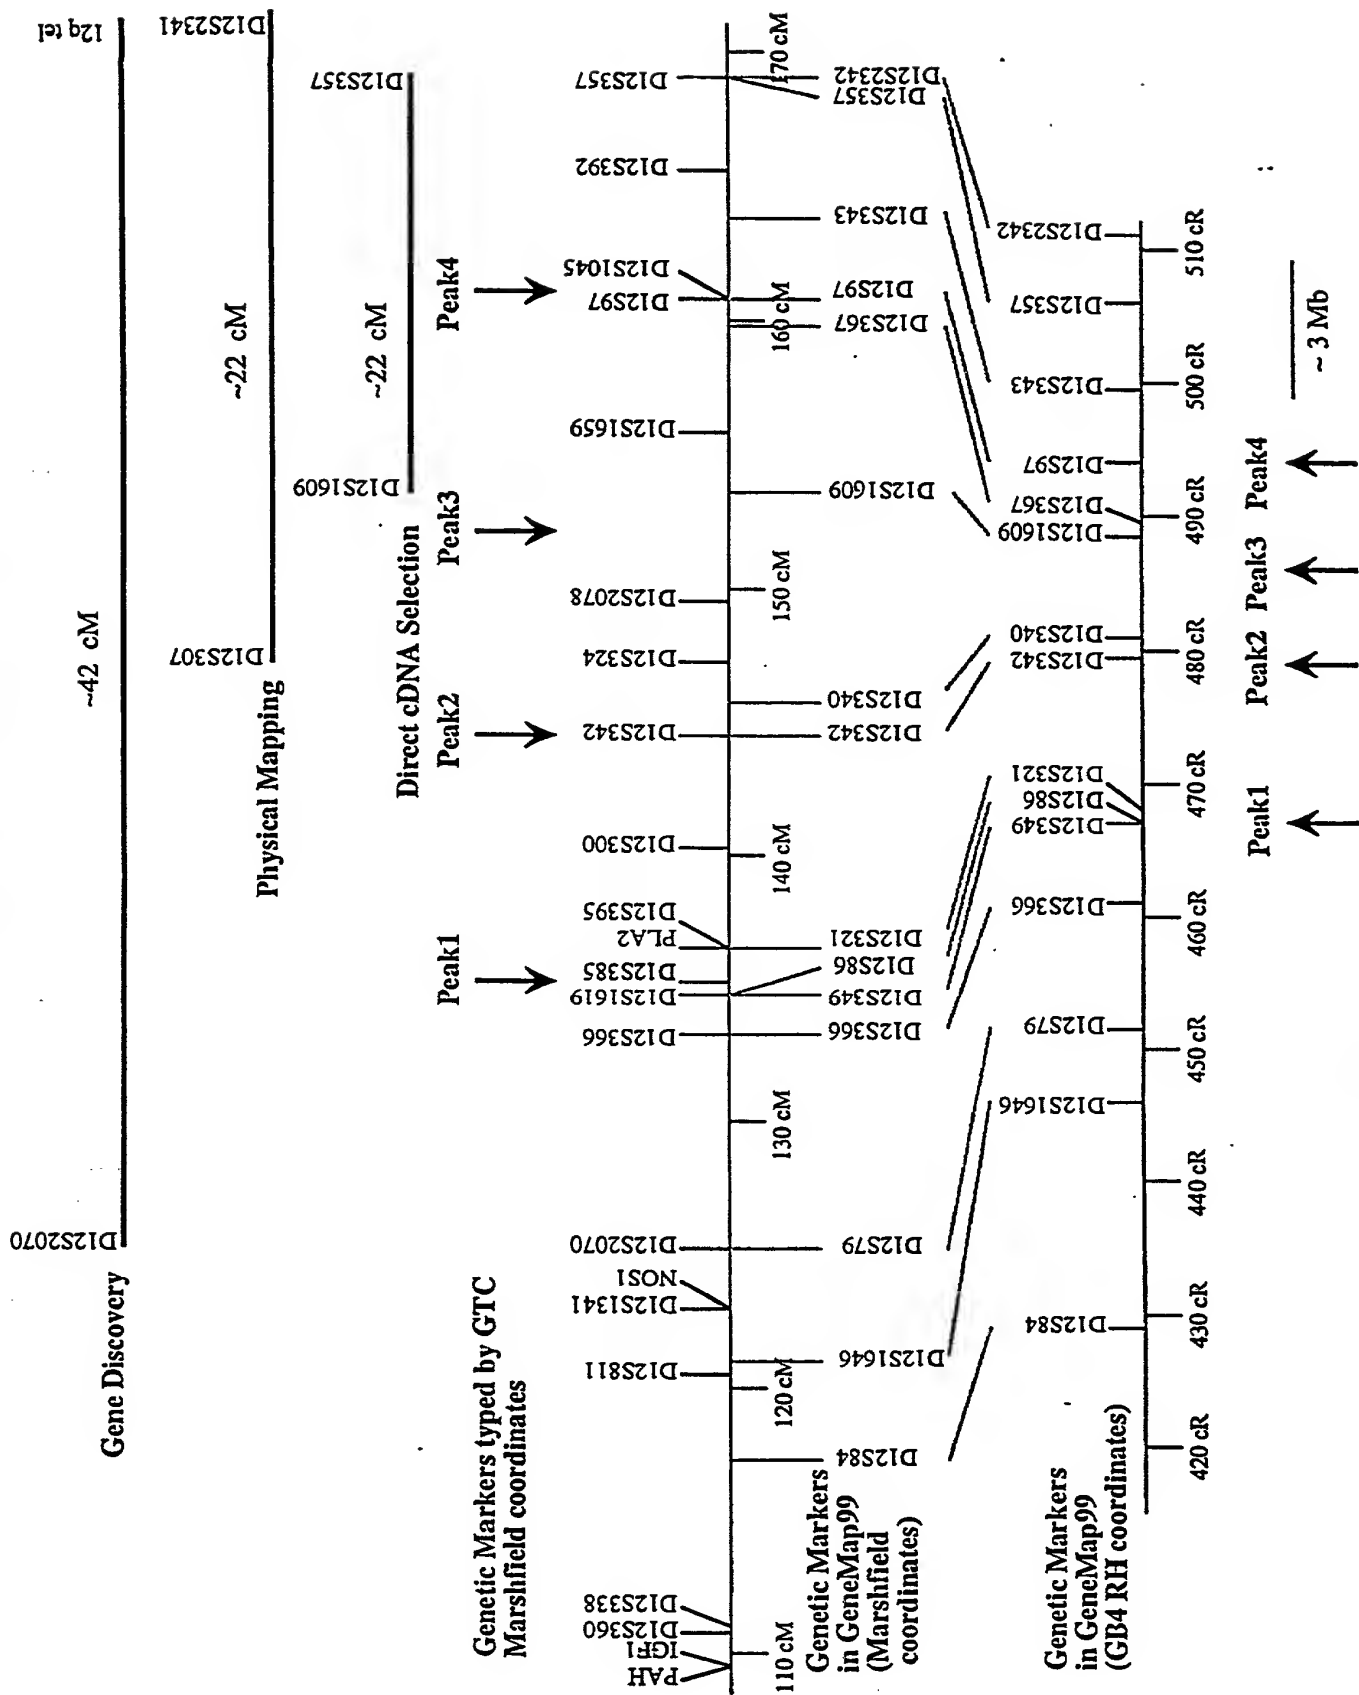 Gene Discovery
D12S2070
~42 cM
12q tel
Physical Mapping
D12S307
~22 cM
D12S2341
Direct cDNA Selection
D12S1609
~22 cM
D12S357
Peak1
Peak2
Peak3
Peak4
Genetic Markers typed by GTC
Marshfield coordinates
PAH
IGF1
D12S360
D12S338
D12S811
D12S1341
NOS1
D12S2070
D12S366
D12S1619
D12S385
PLA2
D12S395
D12S300
D12S342
D12S324
D12S2078
D12S1659
D12S97
D12S1045
D12S392
D12S357
110 cM
120 cM
130 cM
140 cM
150 cM
160 cM
170 cM
Genetic Markers
in GeneMap99
(Marshfield
coordinates)
D12S84
D12S1646
D12S79
D12S366
D12S349
D12S86
D12S321
D12S342
D12S340
D12S1609
D12S367
D12S97
D12S343
D12S357
D12S2342
Genetic Markers
in GeneMap99
(GB4 RH coordinates)
D12S84
D12S1646
D12S79
D12S366
D12S349
D12S86
D12S321
D12S342
D12S340
D12S1609
D12S367
D12S97
D12S343
D12S357
D12S2342
420 cR
430 cR
440 cR
450 cR
460 cR
470 cR
480 cR
490 cR
500 cR
510 cR
Peak1
Peak2
Peak3
Peak4
~ 3 Mb